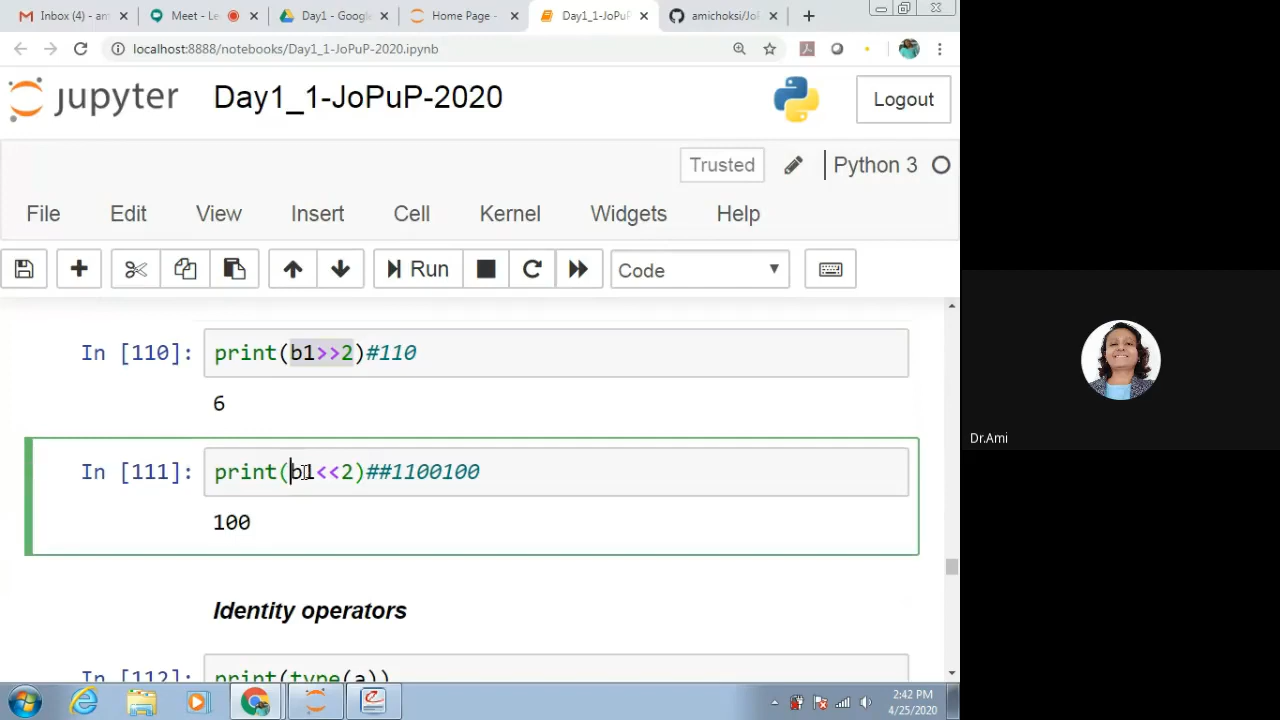 Inbox (4) - am
Meet - Le
Day1 - Google
Home Page -
Day1_1-JoPuP
amichoksi/Jo
localhost:8888/notebooks/Day1_1-JoPuP-2020.ipynb
jupyter
Day1_1-JoPuP-2020
Logout
Trusted
Python 3
File Edit View Insert Cell Kernel Widgets Help
Run
Code
In [110]: print(b1>>2)#110
6
In [111]: print(b1<<2)##1100100
100
Identity operators
In [112]: print(type(a))
Dr.Ami
2:42 PM
4/25/2020